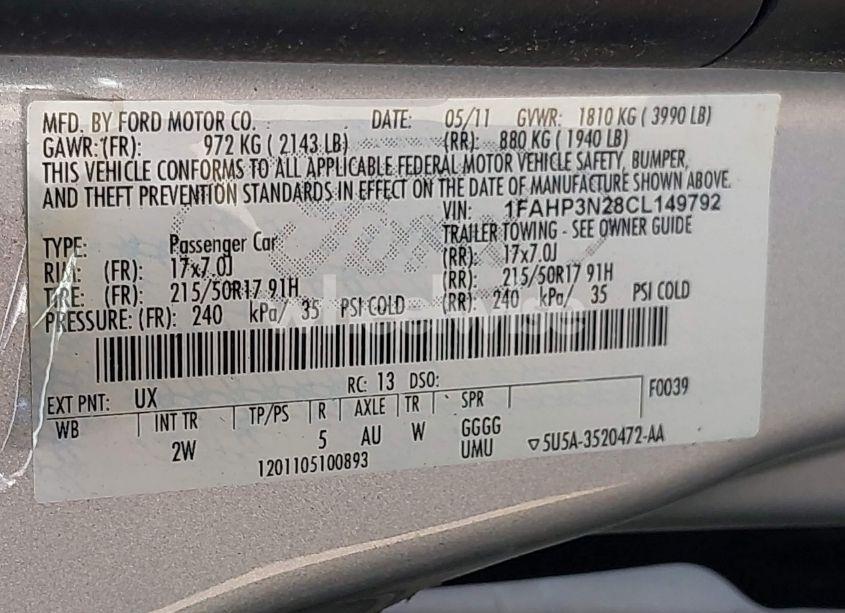 MFD. BY FORD MOTOR CO. DATE: 05/11 GVWR: 1810 KG ( 3990 LB)
GAWR: (FR): 972 KG ( 2143 LB) (RR): 880 KG ( 1940 LB)
THIS VEHICLE CONFORMS TO ALL APPLICABLE FEDERAL MOTOR VEHICLE SAFETY, BUMPER,
AND THEFT PREVENTION STANDARDS IN EFFECT ON THE DATE OF MANUFACTURE SHOWN ABOVE.
VIN: 1FAHP3N28CL149792
TRAILER TOWING - SEE OWNER GUIDE
TYPE: Passenger Car
RIM: (FR): 17x7.0J (RR): 17x7.0J
TIRE: (FR): 215/50R17 91H (RR): 215/50R17 91H
PRESSURE: (FR): 240 kPa/ 35 PSI COLD (RR): 240 kPa/ 35 PSI COLD
wheelwise
EXT PNT: UX RC: 13 DSO: F0039
WB INT TR TP/PS R AXLE TR SPR
2W 5 AU W GGGG
UMU
1201105100893 ▽5U5A-3520472-AA